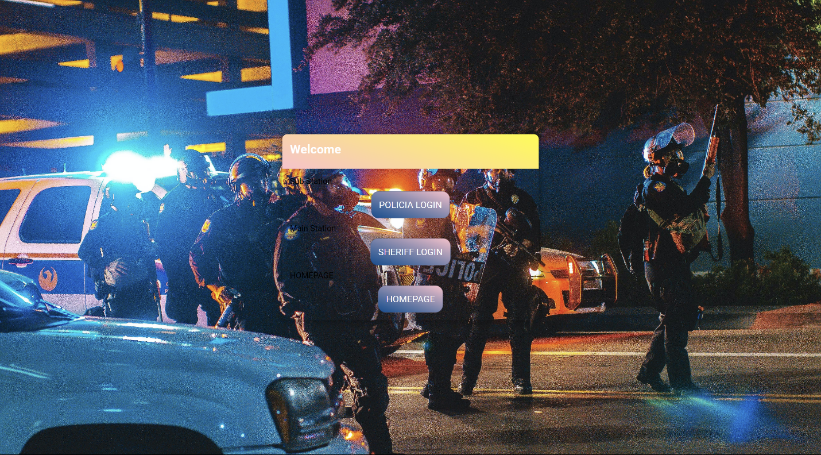 Welcome
POLICIA LOGIN
Main Station
SHERIFF LOGIN
HOMEPAGE
HOMEPAGE